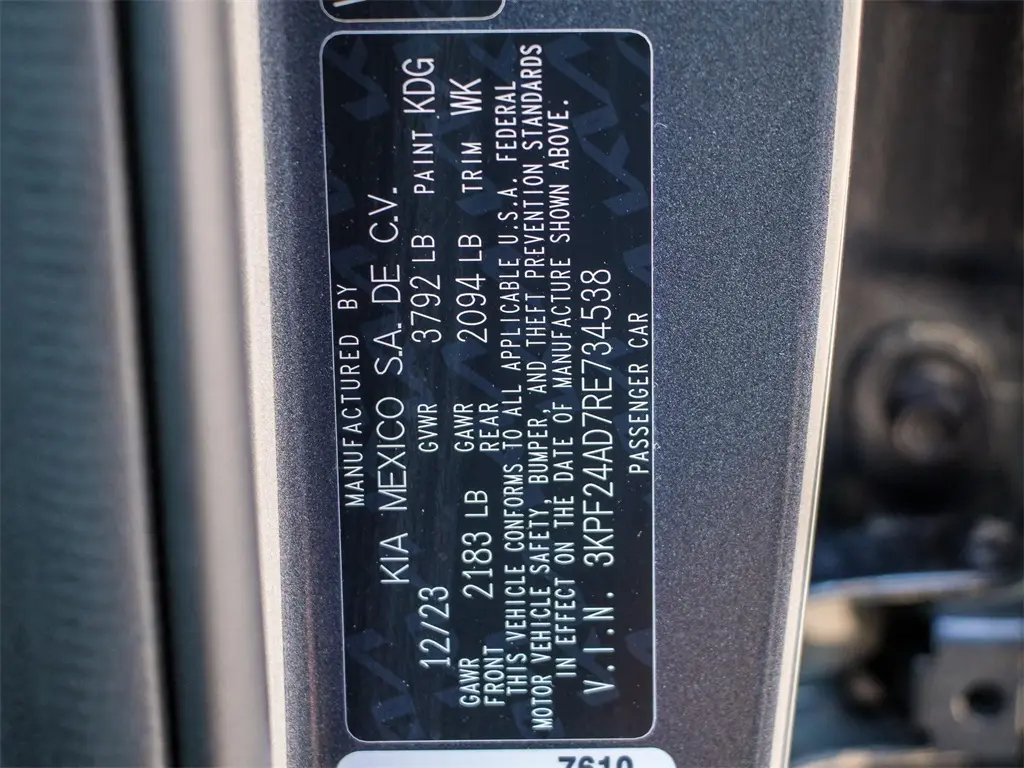 MANUFACTURED BY
KIA MEXICO S.A. DE C.V.
12/23 GVWR 3792 LB PAINT KDG
GAWR FRONT 2183 LB GAWR REAR 2094 LB TRIM WK
THIS VEHICLE CONFORMS TO ALL APPLICABLE U.S.A. FEDERAL
MOTOR VEHICLE SAFETY, BUMPER, AND THEFT PREVENTION STANDARDS
IN EFFECT ON THE DATE OF MANUFACTURE SHOWN ABOVE.
V.I.N. 3KPF24AD7RE734538
PASSENGER CAR